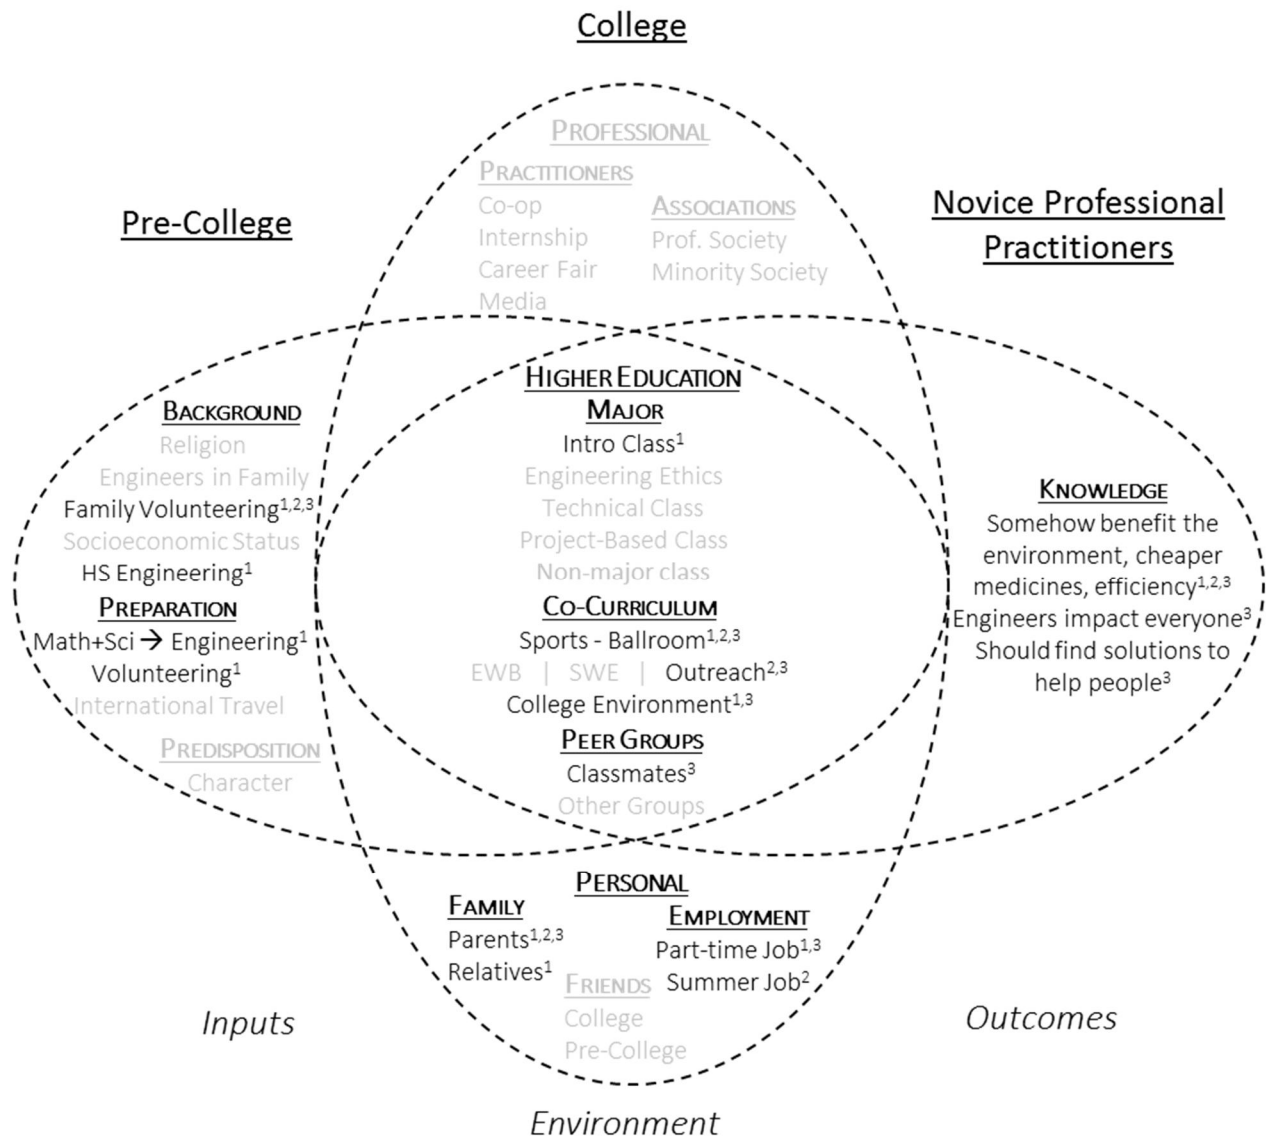 College
PROFESSIONAL
PRACTITIONERS
Co-op
Internship
Career Fair
Media
ASSOCIATIONS
Prof. Society
Minority Society
Pre-College
Novice Professional
Practitioners
BACKGROUND
Religion
Engineers in Family
Family Volunteering1,2,3
Socioeconomic Status
HS Engineering1
PREPARATION
Math+Sci → Engineering1
Volunteering1
International Travel
PREDISPOSITION
Character
HIGHER EDUCATION
MAJOR
Intro Class1
Engineering Ethics
Technical Class
Project-Based Class
Non-major class
CO-CURRICULUM
Sports - Ballroom1,2,3
EWB | SWE | Outreach2,3
College Environment1,3
PEER GROUPS
Classmates3
Other Groups
KNOWLEDGE
Somehow benefit the
environment, cheaper
medicines, efficiency1,2,3
Engineers impact everyone3
Should find solutions to
help people3
PERSONAL
FAMILY
Parents1,2,3
Relatives1
EMPLOYMENT
Part-time Job1,3
Summer Job2
FRIENDS
College
Pre-College
Inputs
Outcomes
Environment